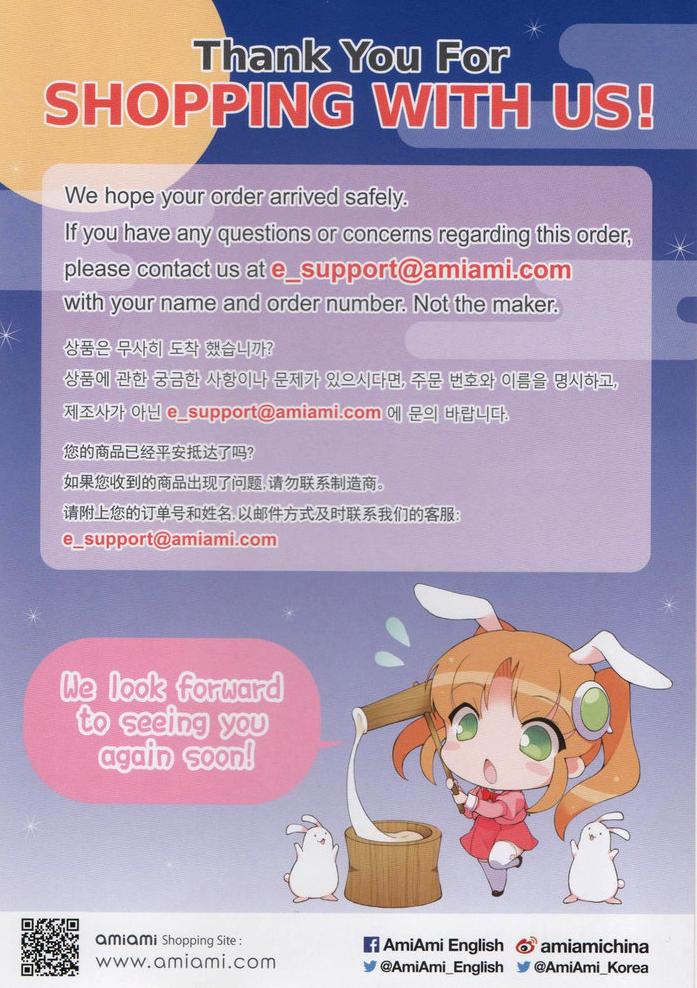 Thank You For
SHOPPING WITH US!
We hope your order arrived safely.
If you have any questions or concerns regarding this order,
please contact us at e_support@amiami.com
with your name and order number. Not the maker.
상품은 무사히 도착 했습니까?
상품에 관한 궁금한 사항이나 문제가 있으시다면, 주문 번호와 이름을 명시하고,
제조사가 아닌 e_support@amiami.com 에 문의 바랍니다.
您的商品已经平安抵达了吗?
如果您收到的商品出现了问题,请勿联系制造商。
请附上您的订单号和姓名,以邮件方式及时联系我们的客服:
e_support@amiami.com
We look forward
to seeing you
again soon!
amiami Shopping Site :
www.amiami.com
AmiAmi English
amiamichina
@AmiAmi_English
@AmiAmi_Korea